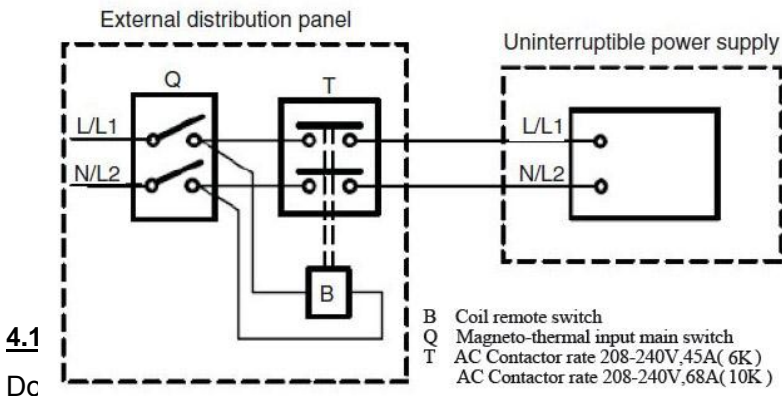 External distribution panel
Uninterruptible power supply
Q
T
L/L1
L/L1
N/L2
N/L2
B
B Coil remote switch
Q Magneto-thermal input main switch
T AC Contactor rate 208-240V,45A( 6K )
AC Contactor rate 208-240V,68A( 10K )
4.1